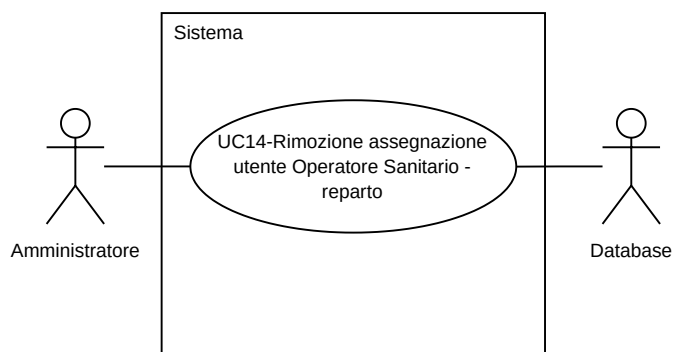 Sistema
UC14-Rimozione assegnazione
utente Operatore Sanitario -
reparto
Amministratore
Database